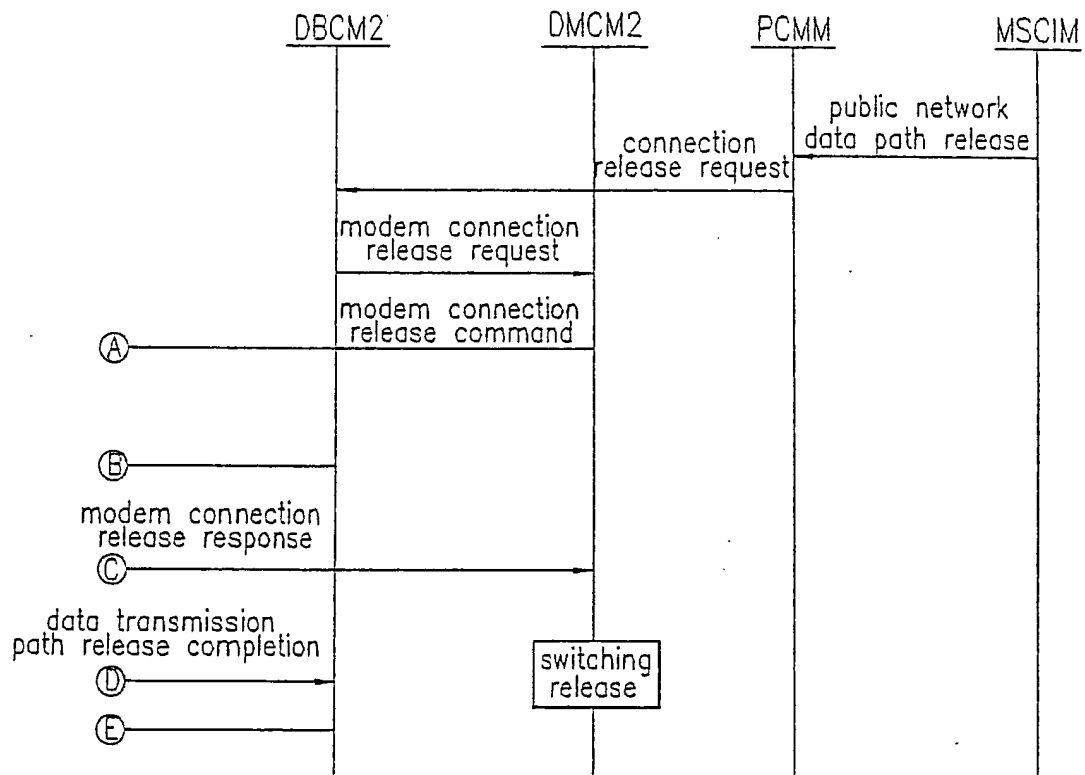 DBCM2
DMCM2
PCMM
MSCIM
public network
data path release
connection
release request
modem connection
release request
modem connection
release command
A
B
modem connection
release response
C
data transmission
path release completion
D
switching
release
E